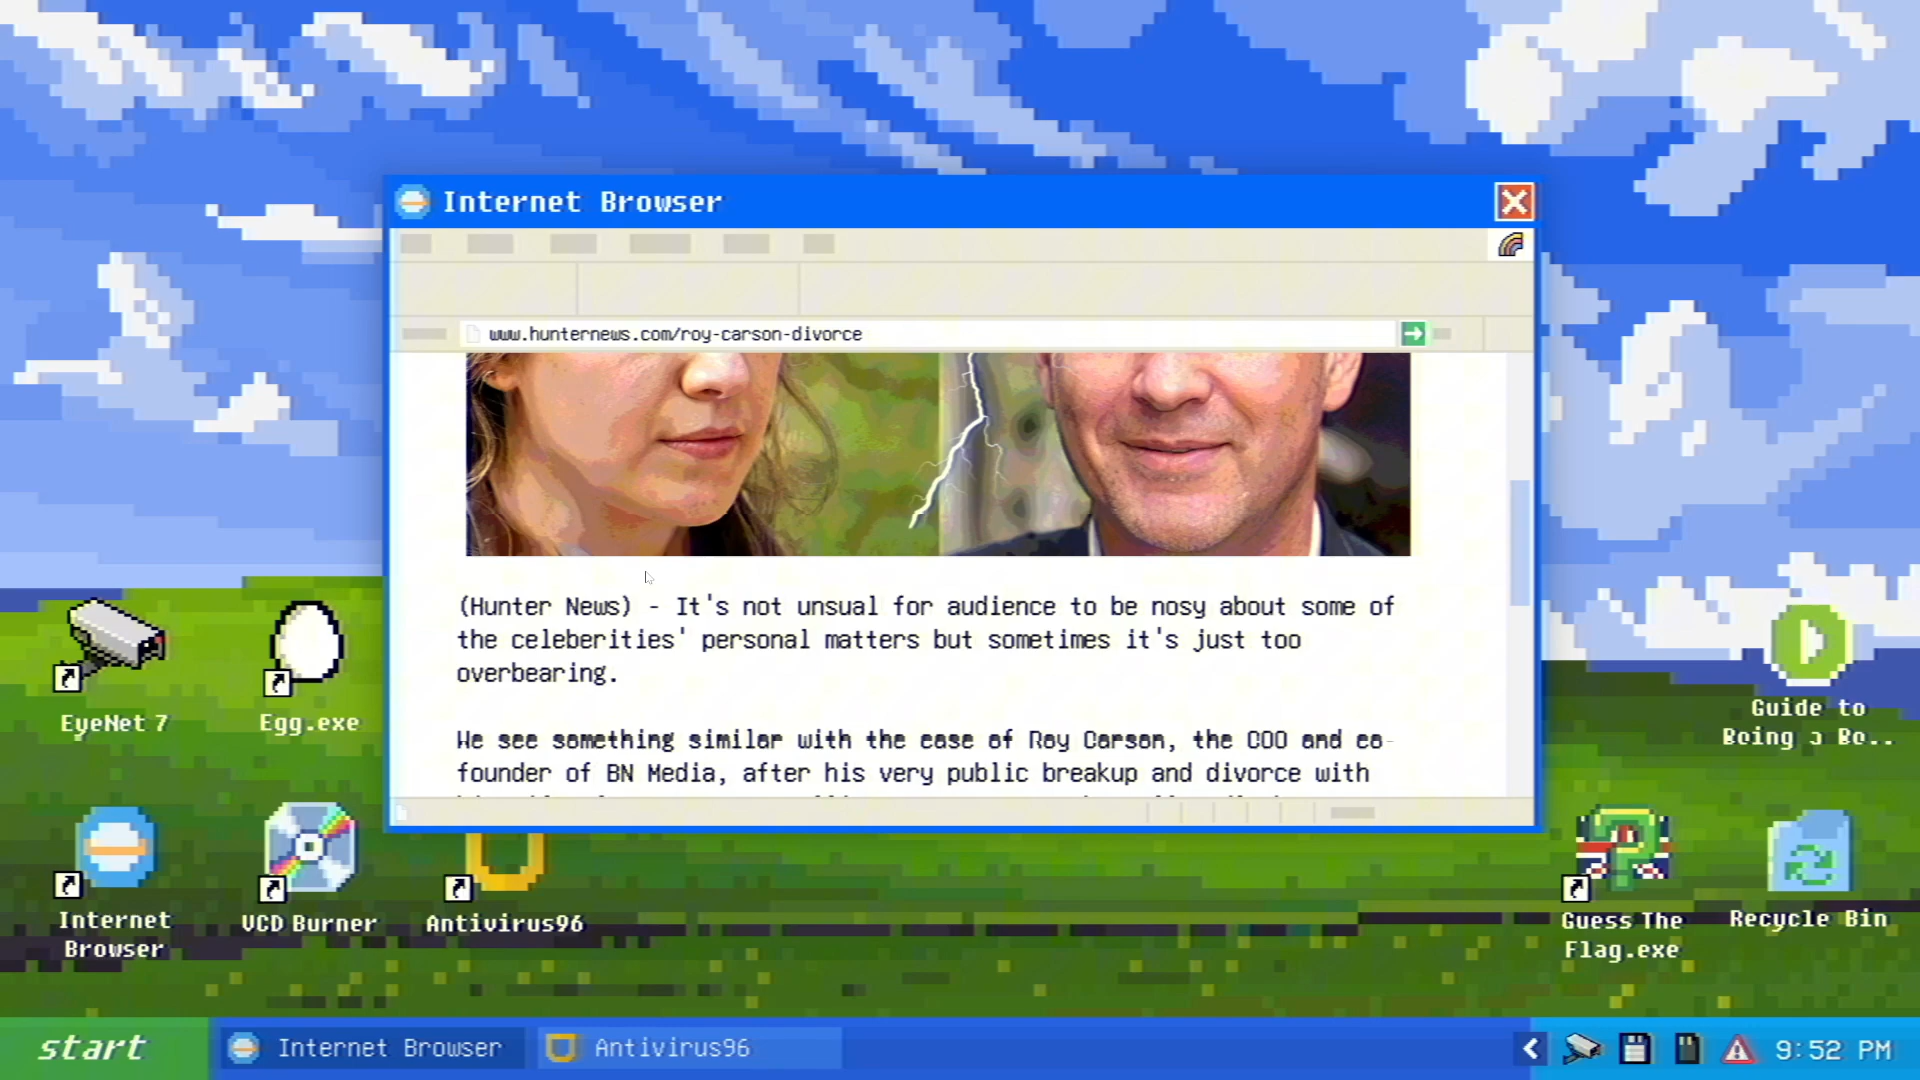 Internet Browser
www.hunternews.com/roy-carson-divorce
(Hunter News) - It's not unsual for audience to be nosy about some of
the celeberities' personal matters but sometimes it's just too
overbearing.
We see something similar with the case of Roy Carson, the COO and co-
founder of BN Media, after his very public breakup and divorce with
EyeNet 7
Egg.exe
Guide to
Being a Be..
Internet
Browser
VCD Burner
Antivirus96
Guess The
Flag.exe
Recycle Bin
start
Internet Browser
Antivirus96
9:52 PM